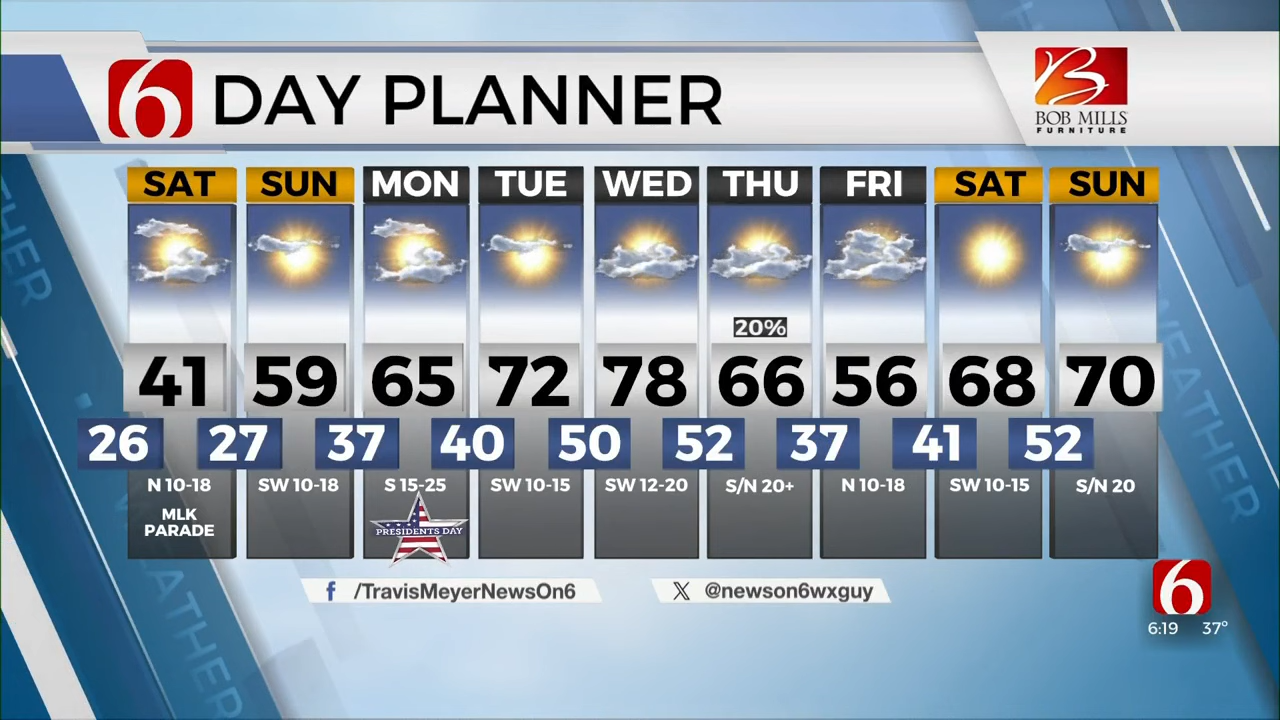 6 DAY PLANNER
B
BOB MILLS
FURNITURE
SAT SUN MON TUE WED THU FRI SAT SUN
20%
41 59 65 72 78 66 56 68 70
26 27 37 40 50 52 37 41 52
N 10-18 SW 10-18 S 15-25 SW 10-15 SW 12-20 S/N 20+ N 10-18 SW 10-15 S/N 20
MLK
PARADE
PRESIDENTS DAY
f /TravisMeyerNewsOn6 X @newson6wxguy
6
6:19 37°
WEATHER
WEATHER
WEATHER